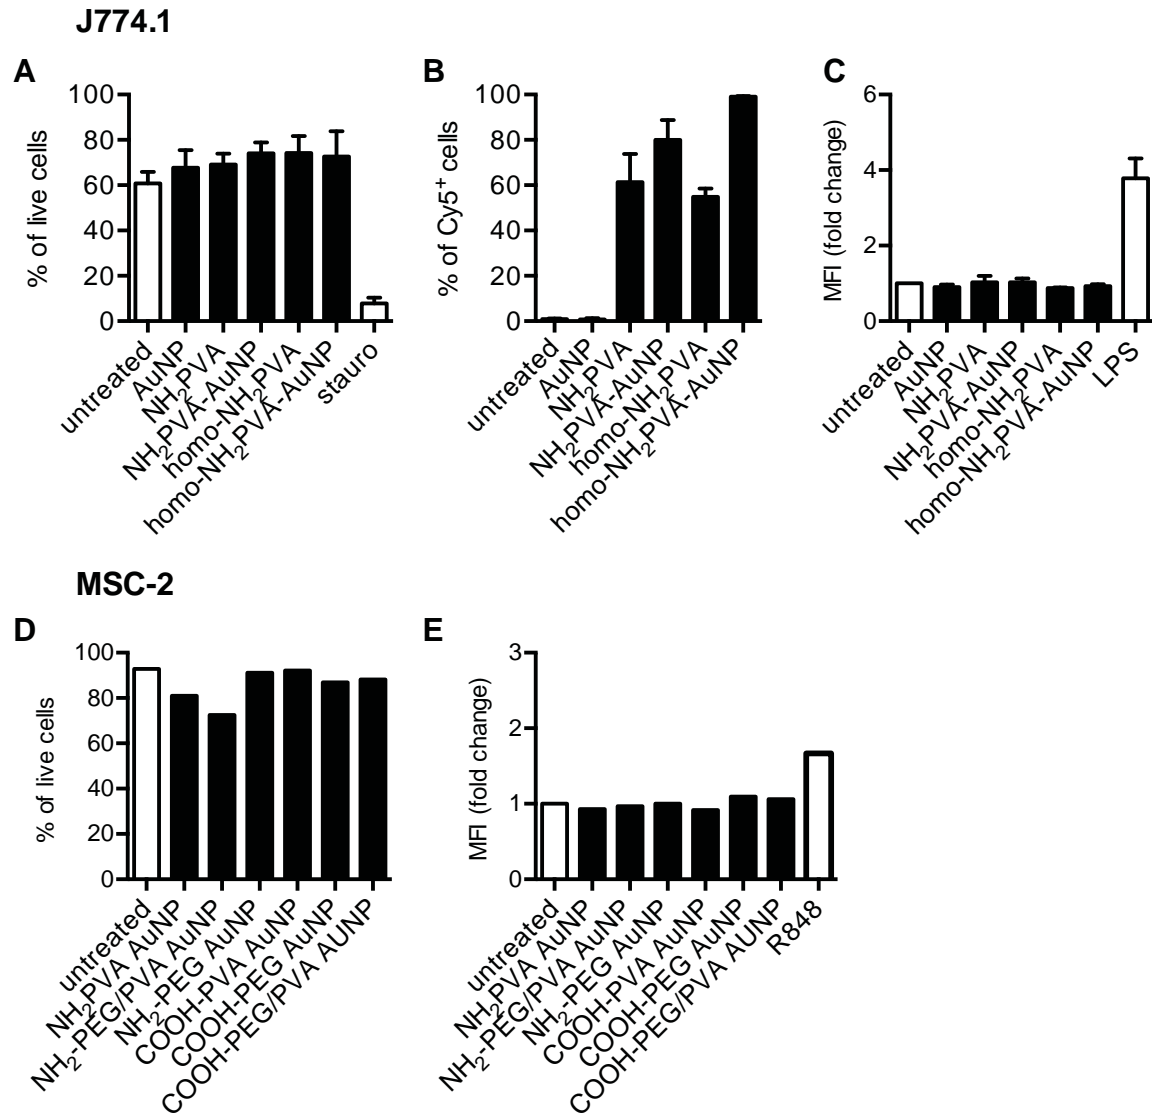 J774.1
A
B
C
% of live cells
100
80
60
40
20
0
untreated
AuNP
NH2PVA
NH2PVA-AuNP
homo-NH2PVA
homo-NH2PVA-AuNP
stauro
% of Cy5+ cells
100
80
60
40
20
0
untreated
AuNP
NH2PVA
NH2PVA-AuNP
homo-NH2PVA
homo-NH2PVA-AuNP
MFI (fold change)
6
4
2
0
untreated
AuNP
NH2PVA
NH2PVA-AuNP
homo-NH2PVA
homo-NH2PVA-AuNP
LPS
MSC-2
D
E
% of live cells
100
80
60
40
20
0
untreated
NH2PVA AuNP
NH2-PEG/PVA AuNP
NH2-PEG AuNP
COOH-PVA AuNP
COOH-PEG AuNP
COOH-PEG/PVA AUNP
MFI (fold change)
3
2
1
0
untreated
NH2PVA AuNP
NH2-PEG/PVA AuNP
NH2-PEG AuNP
COOH-PVA AuNP
COOH-PEG AuNP
COOH-PEG/PVA AUNP
R848